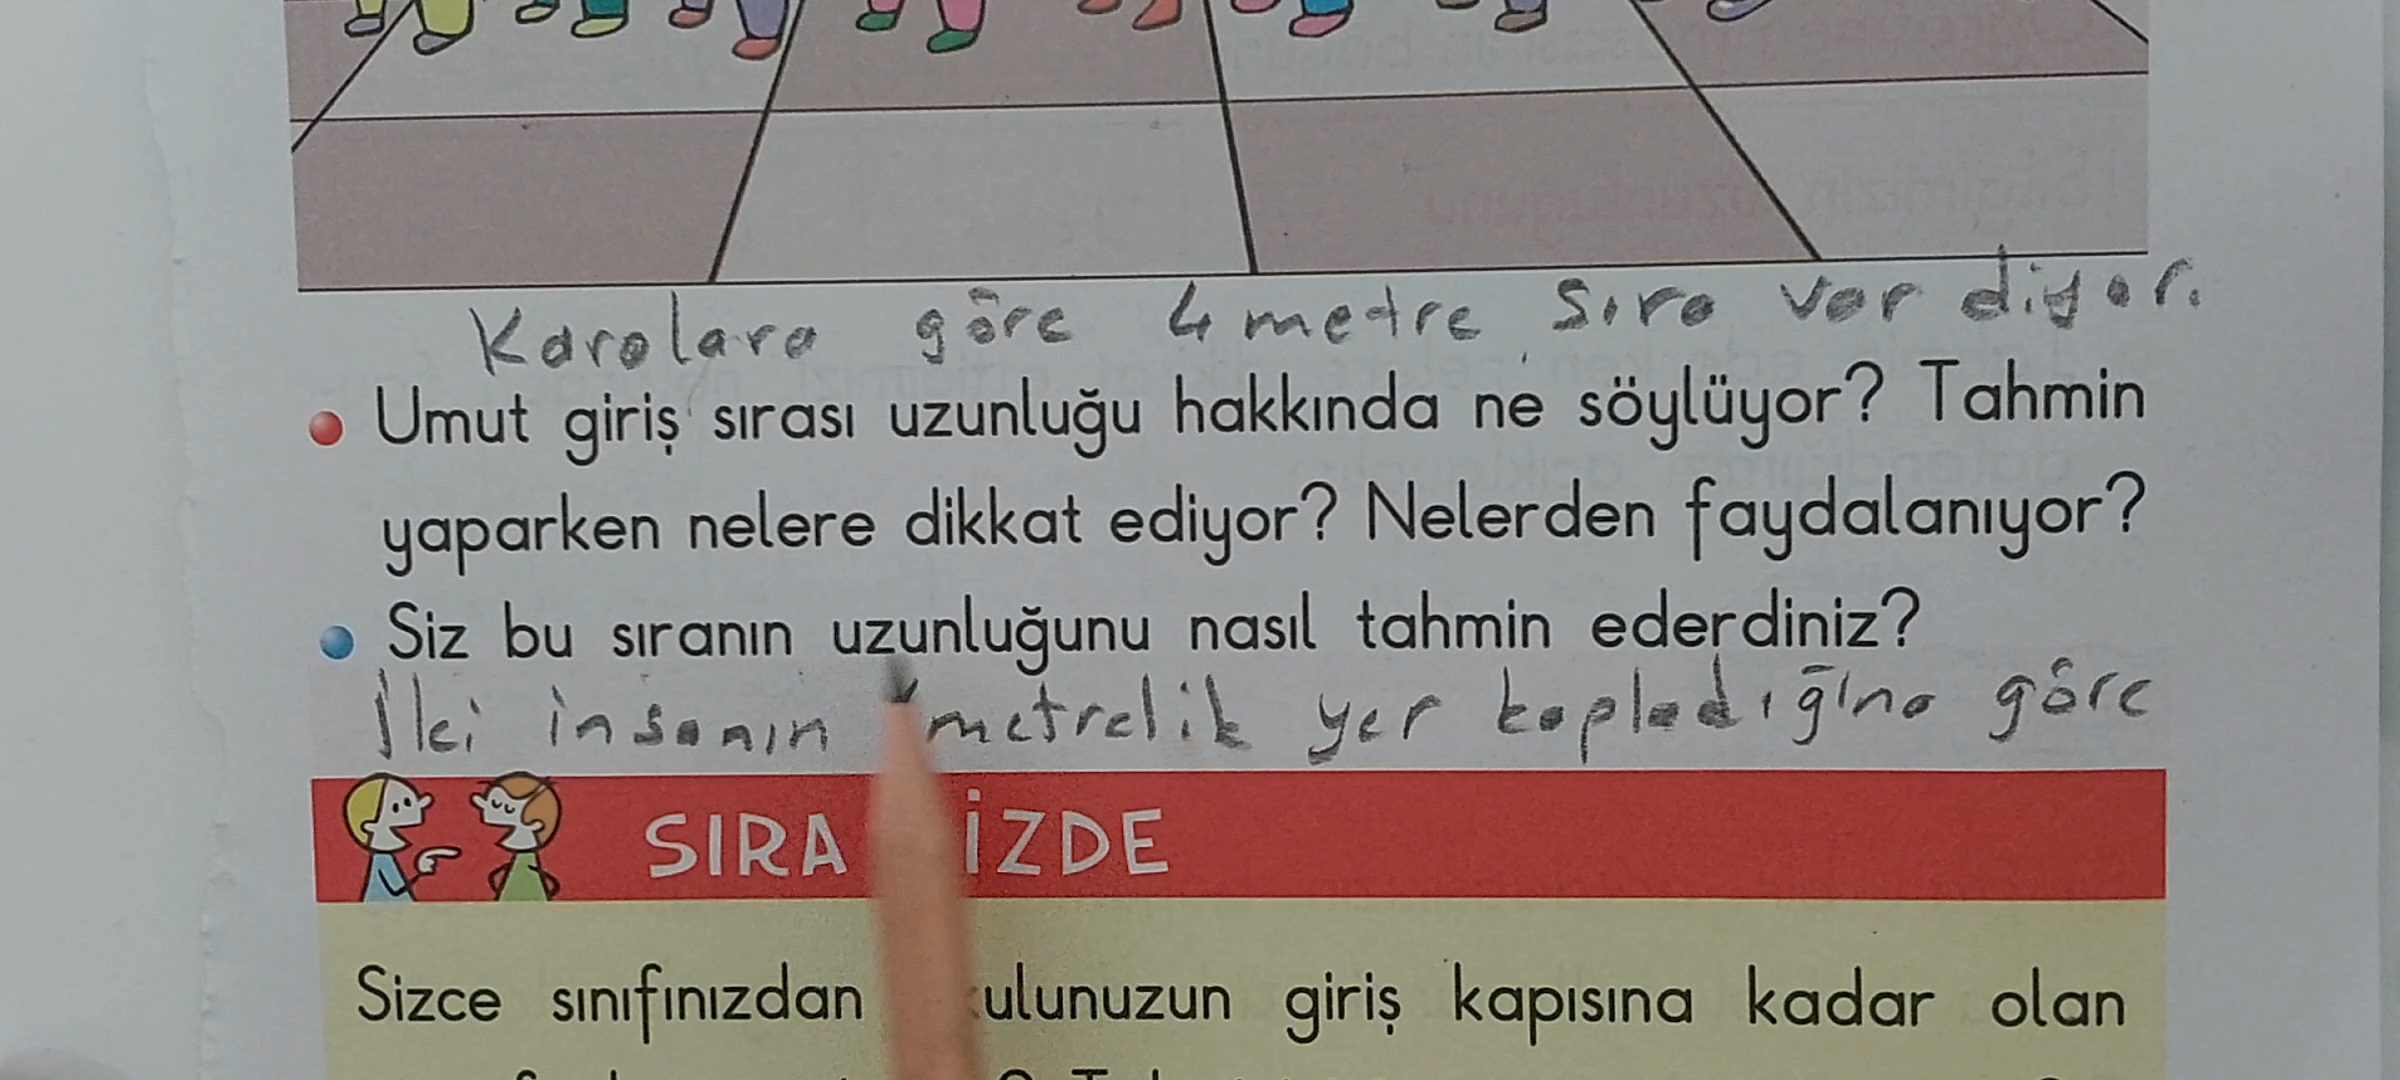 Karolara göre 4 metre sıra var diyor.
Umut giriş sırası uzunluğu hakkında ne söylüyor? Tahmin
yaparken nelere dikkat ediyor? Nelerden faydalanıyor?
Siz bu sıranın uzunluğunu nasıl tahmin ederdiniz?
İki insanın metrelik yer kapladığına göre
SIRA İZDE
Sizce sınıfınızdan ulunuzun giriş kapısına kadar olan